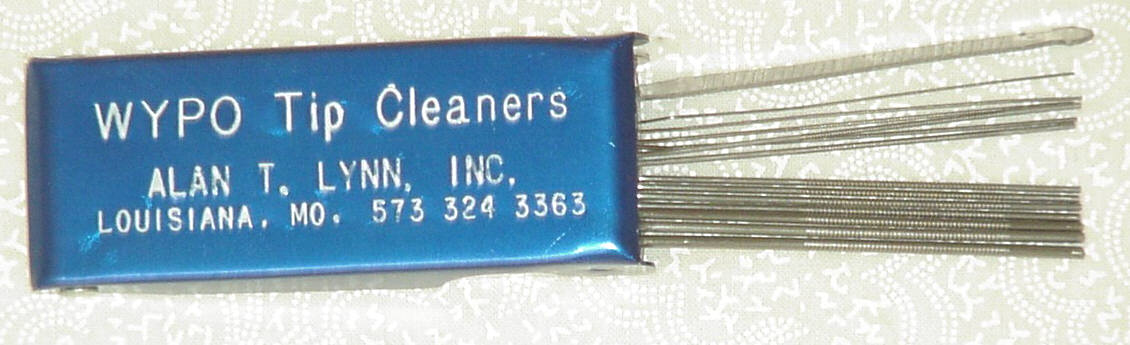 WYPO Tip Cleaners
ALAN T. LYNN, INC.
LOUISIANA, MO. 573 324 3363